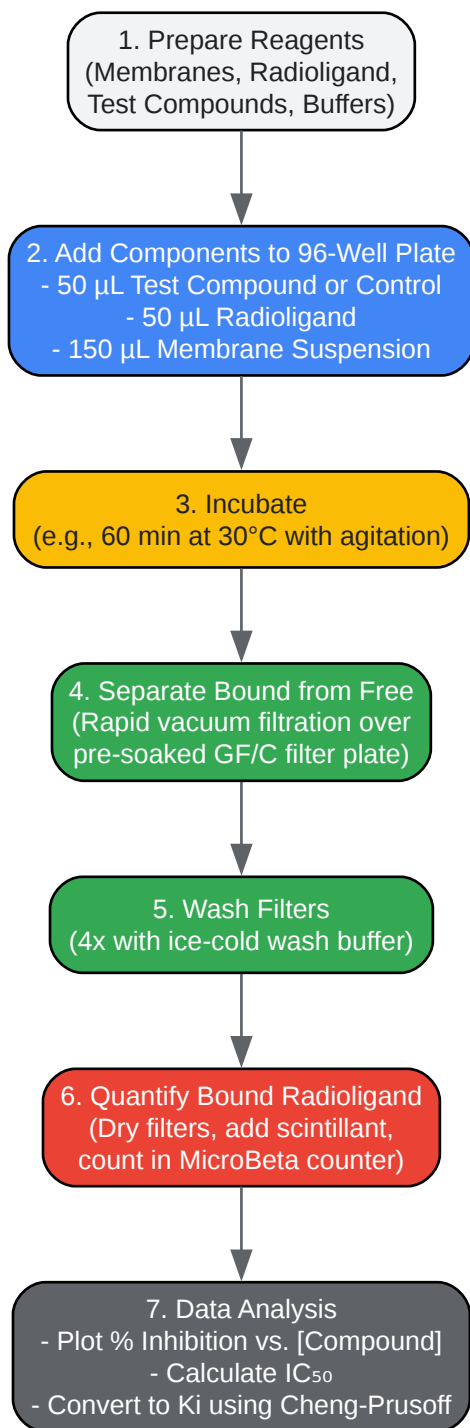 1. Prepare Reagents
(Membranes, Radioligand,
Test Compounds, Buffers)
2. Add Components to 96-Well Plate
- 50 µL Test Compound or Control
- 50 µL Radioligand
- 150 µL Membrane Suspension
3. Incubate
(e.g., 60 min at 30°C with agitation)
4. Separate Bound from Free
(Rapid vacuum filtration over
pre-soaked GF/C filter plate)
5. Wash Filters
(4x with ice-cold wash buffer)
6. Quantify Bound Radioligand
(Dry filters, add scintillant,
count in MicroBeta counter)
7. Data Analysis
- Plot % Inhibition vs. [Compound]
- Calculate IC₅₀
- Convert to Ki using Cheng-Prusoff